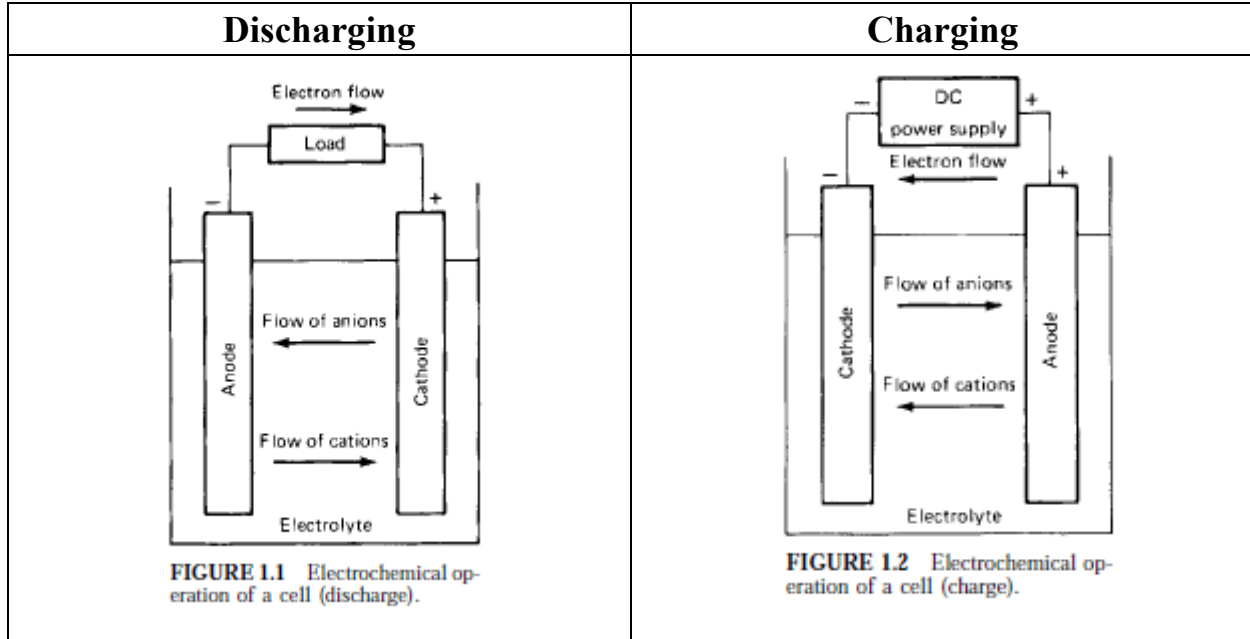 Discharging
Electron flow
Load
−
+
Anode
Flow of anions
Cathode
Flow of cations
Electrolyte
FIGURE 1.1 Electrochemical op-
eration of a cell (discharge).
Charging
−
DC
power supply
+
Electron flow
−
+
Cathode
Flow of anions
Anode
Flow of cations
Electrolyte
FIGURE 1.2 Electrochemical op-
eration of a cell (charge).